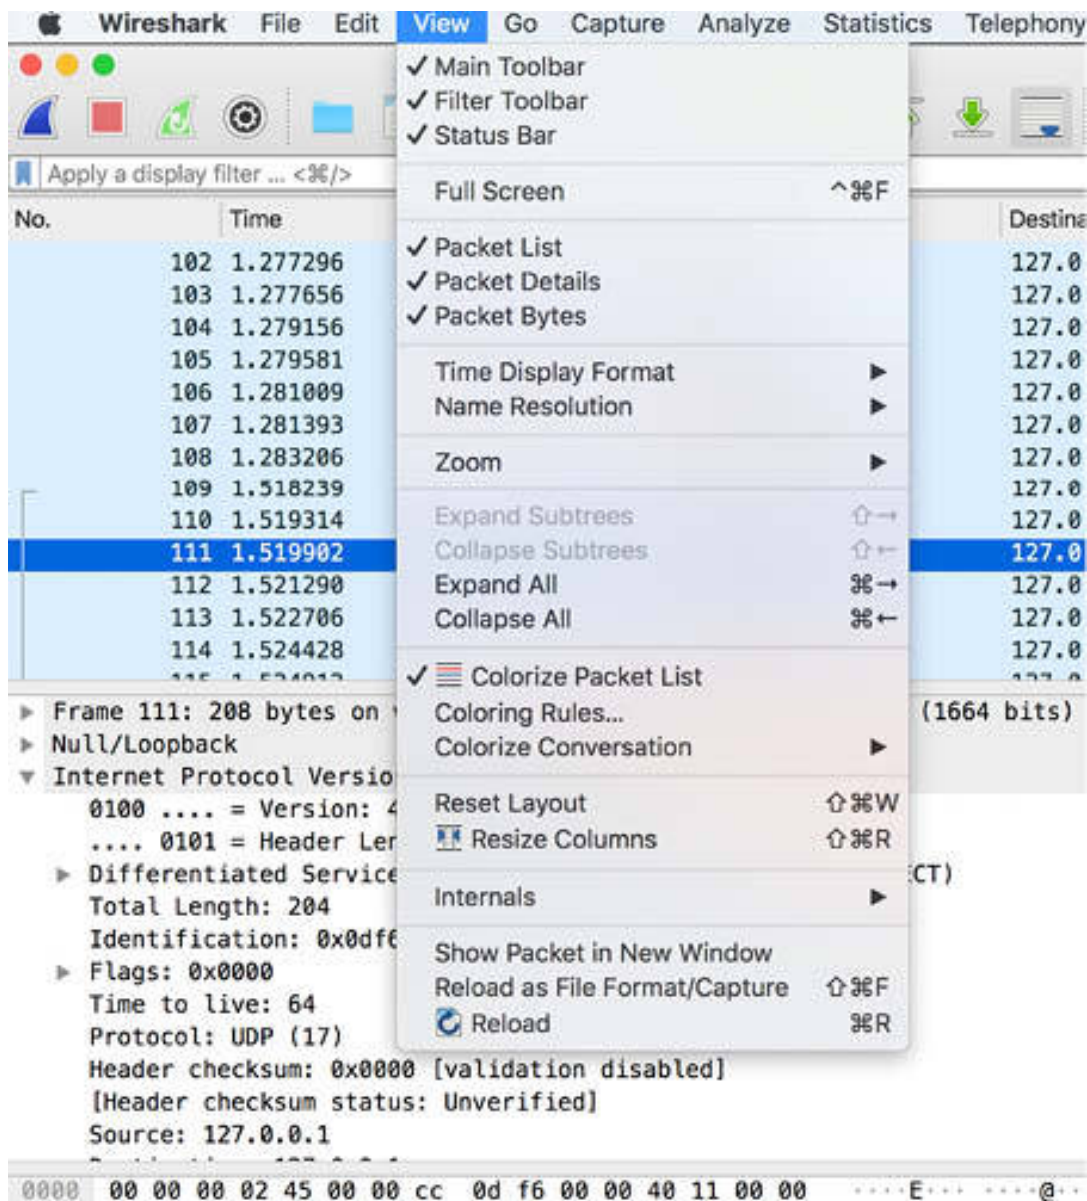 Wireshark File Edit View Go Capture Analyze Statistics Telephony
✓ Main Toolbar
✓ Filter Toolbar
✓ Status Bar
Full Screen ^⌘F
✓ Packet List
✓ Packet Details
✓ Packet Bytes
Time Display Format ▶
Name Resolution ▶
Zoom ▶
Expand Subtrees ⇧→
Collapse Subtrees ⇧←
Expand All ⌘→
Collapse All ⌘←
✓ Colorize Packet List
Coloring Rules...
Colorize Conversation ▶
Reset Layout ⇧⌘W
Resize Columns ⇧⌘R
Internals ▶
Show Packet in New Window
Reload as File Format/Capture ⇧⌘F
Reload ⌘R
Apply a display filter ... <⌘/>
No. Time Destina
102 1.277296 127.0
103 1.277656 127.0
104 1.279156 127.0
105 1.279581 127.0
106 1.281009 127.0
107 1.281393 127.0
108 1.283206 127.0
109 1.518239 127.0
110 1.519314 127.0
111 1.519902 127.0
112 1.521290 127.0
113 1.522706 127.0
114 1.524428 127.0
Frame 111: 208 bytes on (1664 bits)
Null/Loopback
Internet Protocol Versio
0100 .... = Version: 4
.... 0101 = Header Len
Differentiated Service CT)
Total Length: 204
Identification: 0x0df6
Flags: 0x0000
Time to live: 64
Protocol: UDP (17)
Header checksum: 0x0000 [validation disabled]
[Header checksum status: Unverified]
Source: 127.0.0.1
0000 00 00 00 02 45 00 00 cc 0d f6 00 00 40 11 00 00 ····E··· ····@···